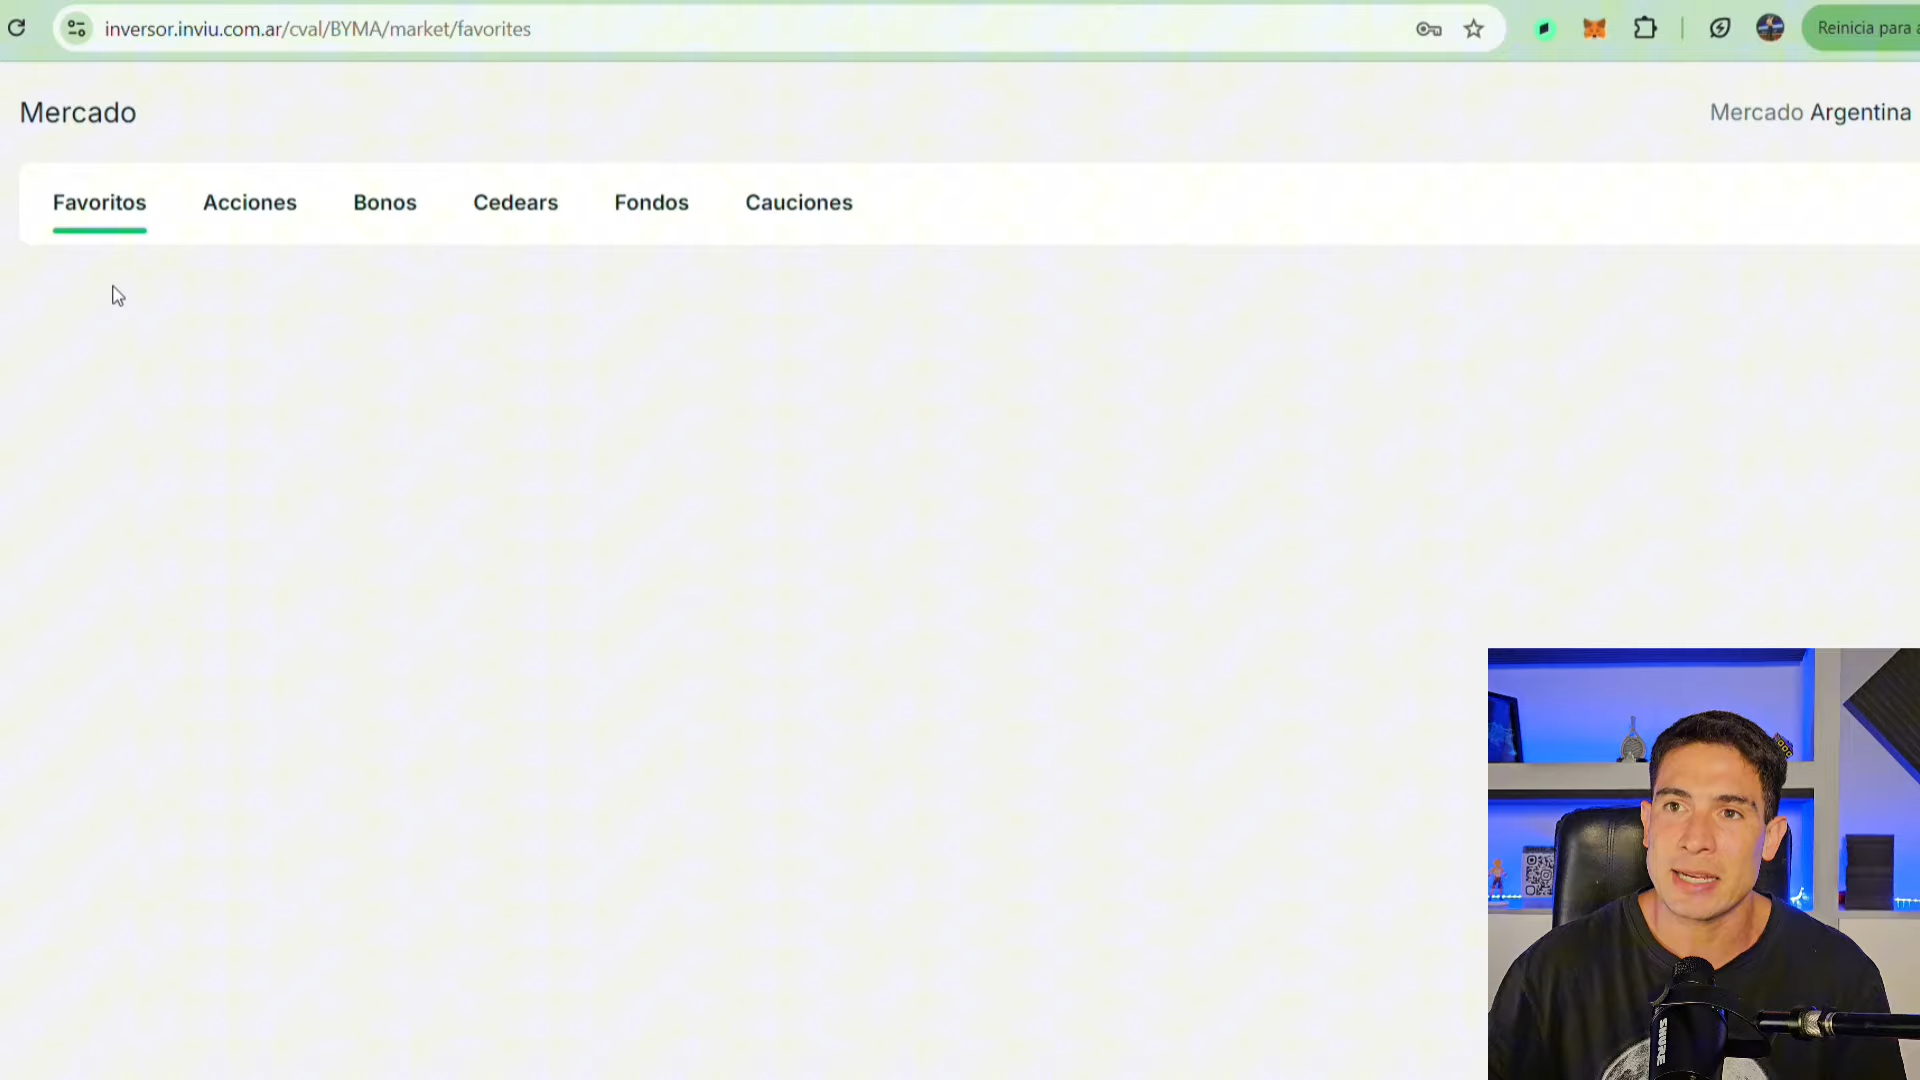 inversor.inviu.com.ar/cval/BYMA/market/favorites
Reinicia para a
Mercado
Mercado Argentina
Favoritos
Acciones
Bonos
Cedears
Fondos
Cauciones
SHURE